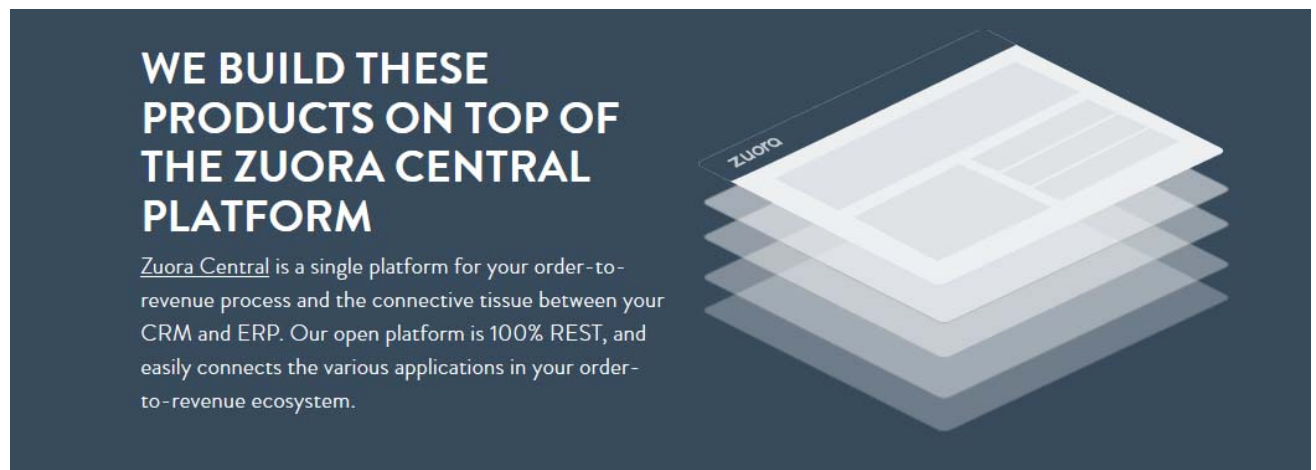 WE BUILD THESE
PRODUCTS ON TOP OF
THE ZUORA CENTRAL
PLATFORM
Zuora Central is a single platform for your order-to-
revenue process and the connective tissue between your
CRM and ERP. Our open platform is 100% REST, and
easily connects the various applications in your order-
to-revenue ecosystem.
zuora